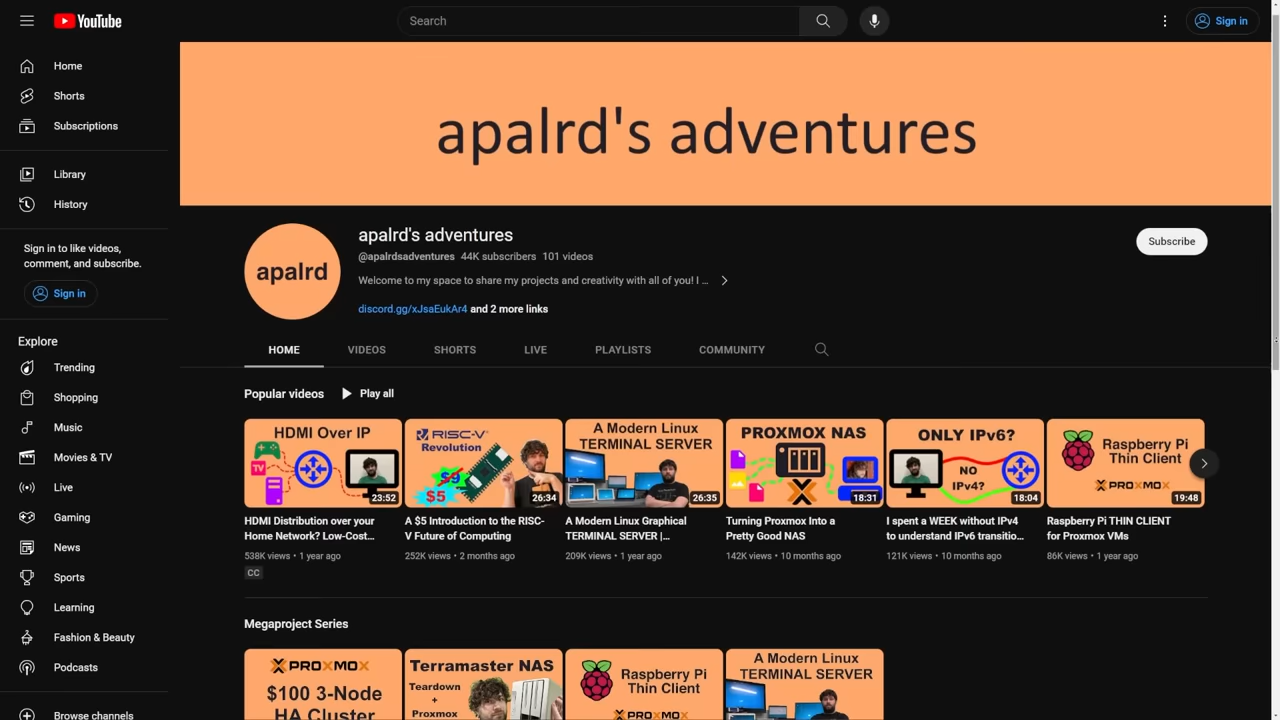 YouTube
Search
Sign in
Home
Shorts
Subscriptions
Library
History
Sign in to like videos,
comment, and subscribe.
Sign in
Explore
Trending
Shopping
Music
Movies & TV
Live
Gaming
News
Sports
Learning
Fashion & Beauty
Podcasts
Browse channels
apalrd's adventures
apalrd
apalrd's adventures
@apalrdsadventures 44K subscribers 101 videos
Welcome to my space to share my projects and creativity with all of you! I ...
discord.gg/xJsaEukAr4 and 2 more links
Subscribe
HOME VIDEOS SHORTS LIVE PLAYLISTS COMMUNITY
Popular videos Play all
HDMI Over IP
TV
23:52
HDMI Distribution over your
Home Network? Low-Cost...
538K views • 1 year ago
CC
RISC-V
Revolution
$9
$5
26:34
A $5 Introduction to the RISC-
V Future of Computing
252K views • 2 months ago
A Modern Linux
TERMINAL SERVER
26:35
A Modern Linux Graphical
TERMINAL SERVER |...
209K views • 1 year ago
PROXMOX NAS
18:31
Turning Proxmox Into a
Pretty Good NAS
142K views • 10 months ago
ONLY IPv6?
NO
IPv4?
18:04
I spent a WEEK without IPv4
to understand IPv6 transitio...
121K views • 10 months ago
Raspberry Pi
Thin Client
PROXMOX
19:48
Raspberry Pi THIN CLIENT
for Proxmox VMs
86K views • 1 year ago
Megaproject Series
PROXMOX
$100 3-Node
HA Cluster
Terramaster NAS
Teardown
+
Proxmox
Raspberry Pi
Thin Client
PROXMOX
A Modern Linux
TERMINAL SERVER